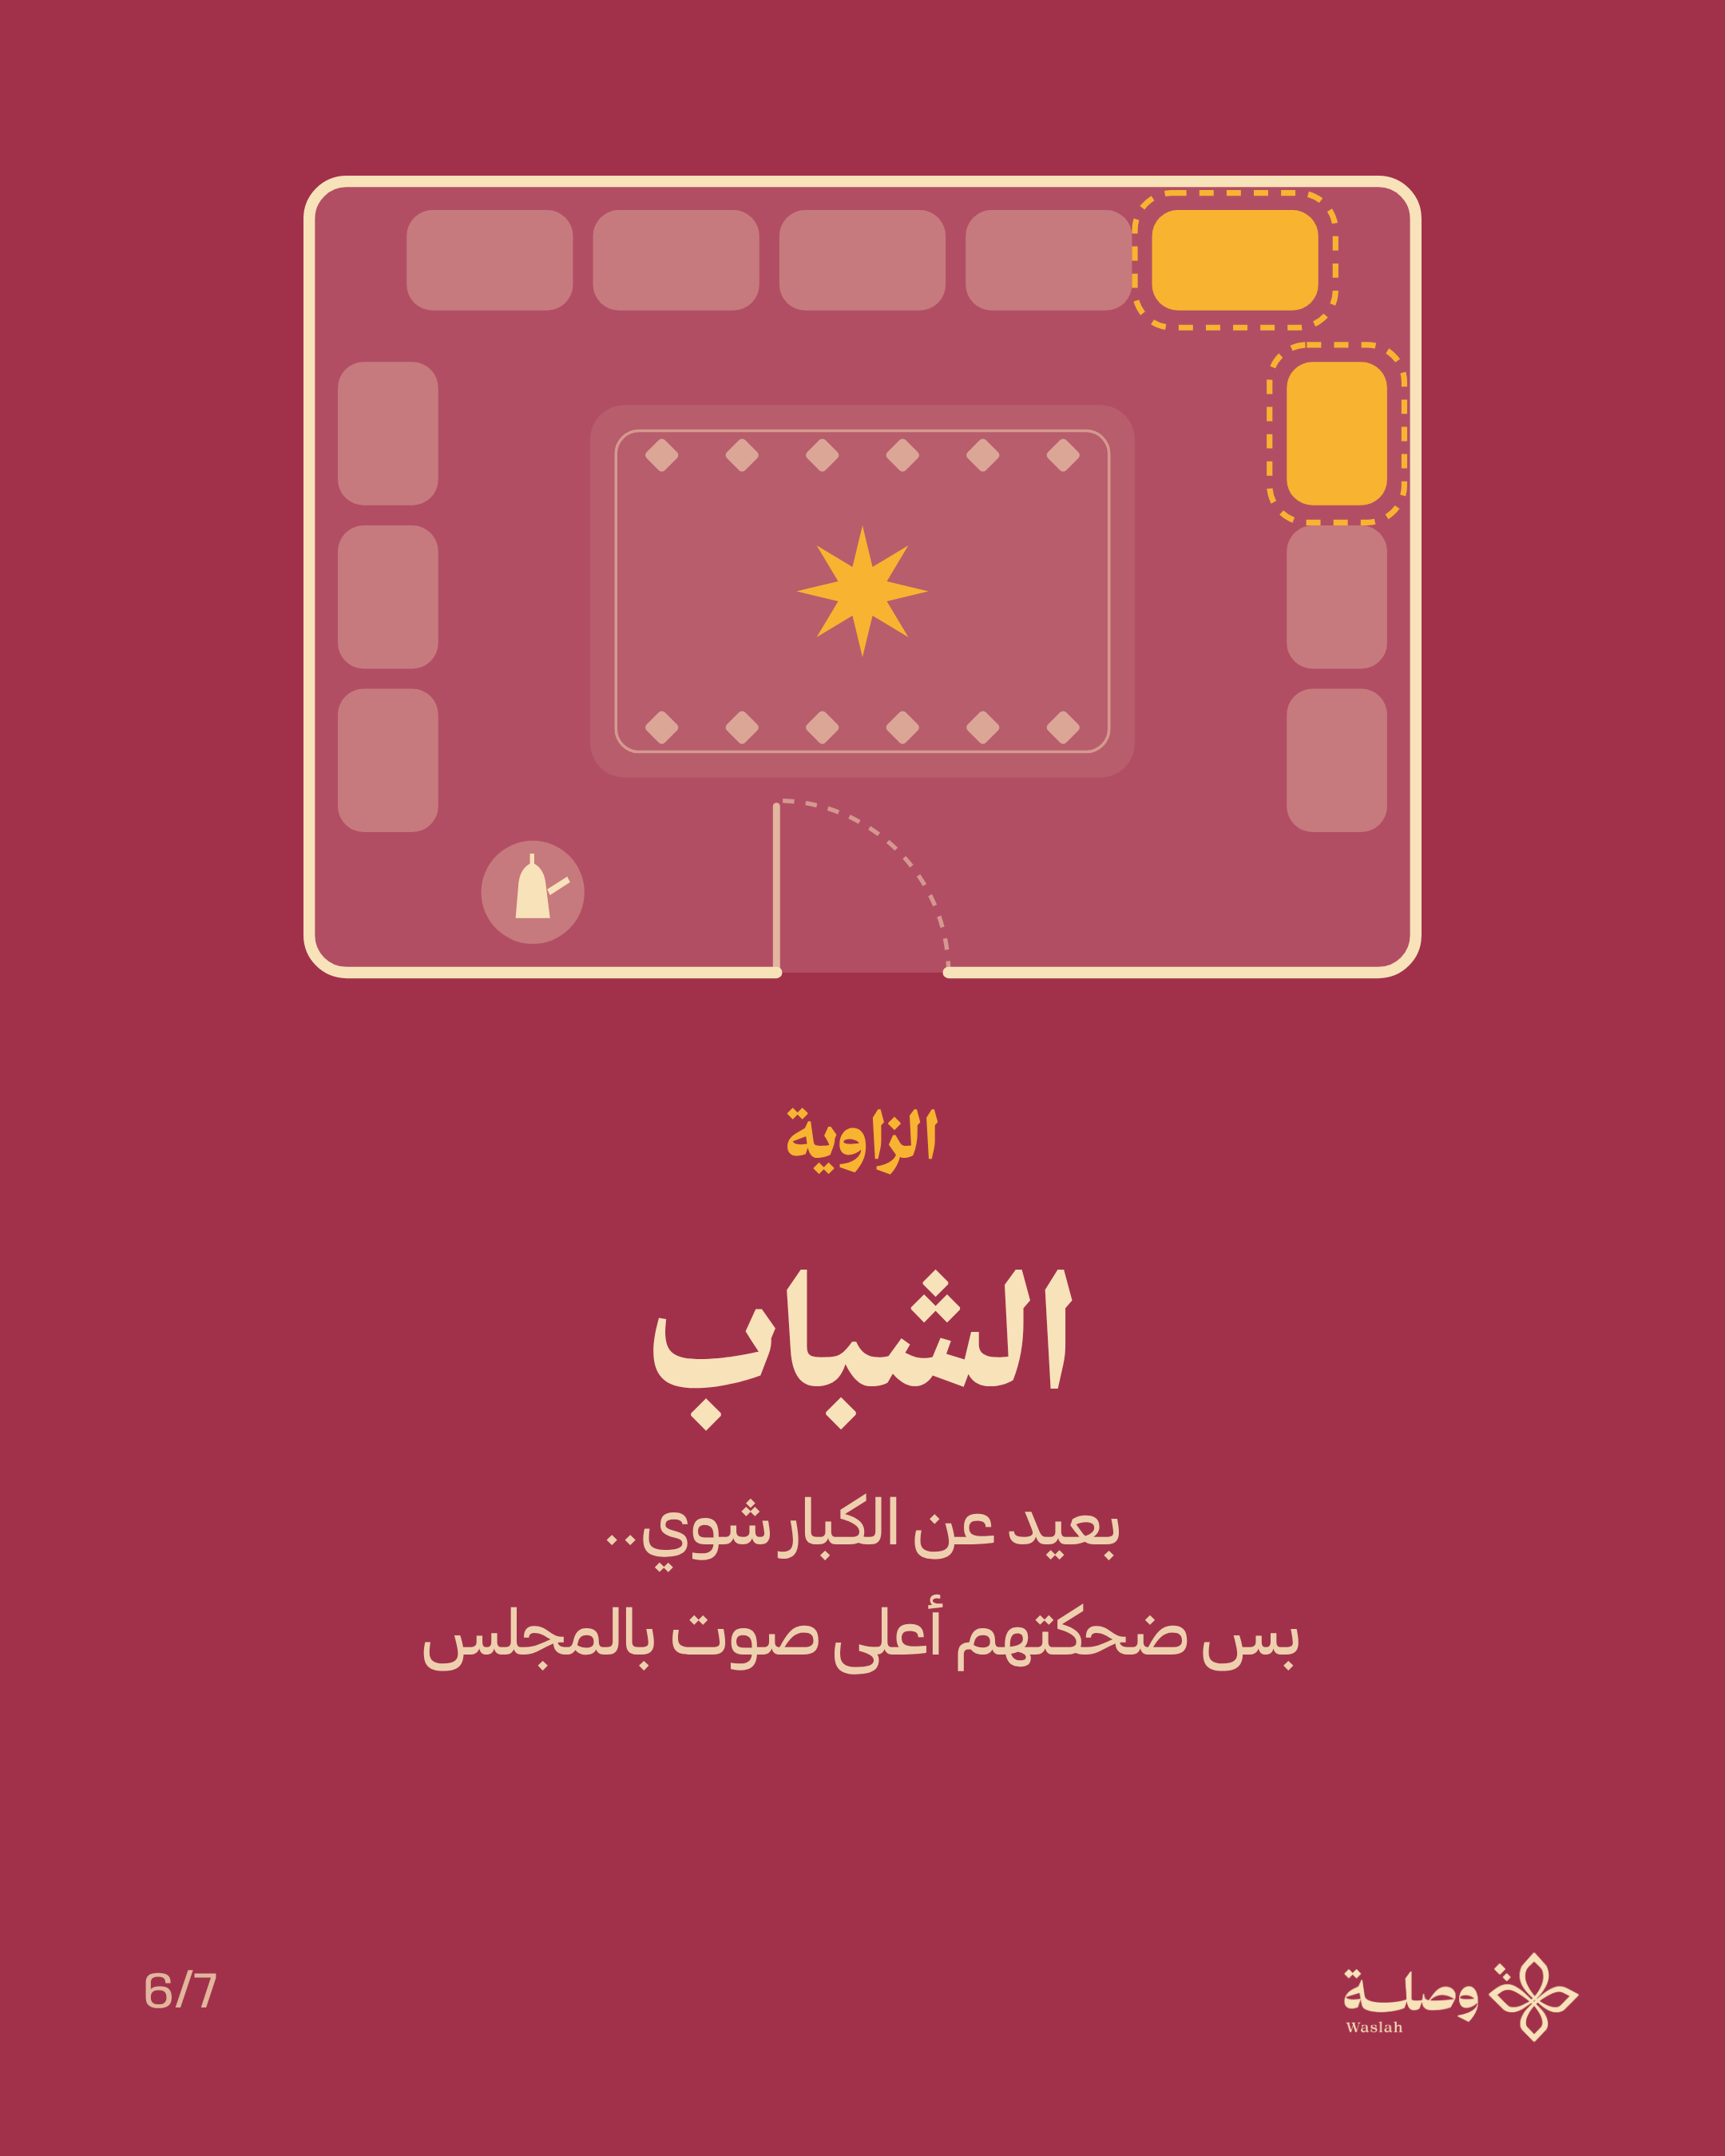 الزاوية
الشباب
بعيد عن الكبار شوي..
بس ضحكتهم أعلى صوت بالمجلس
وصلة
Waslah
6/7